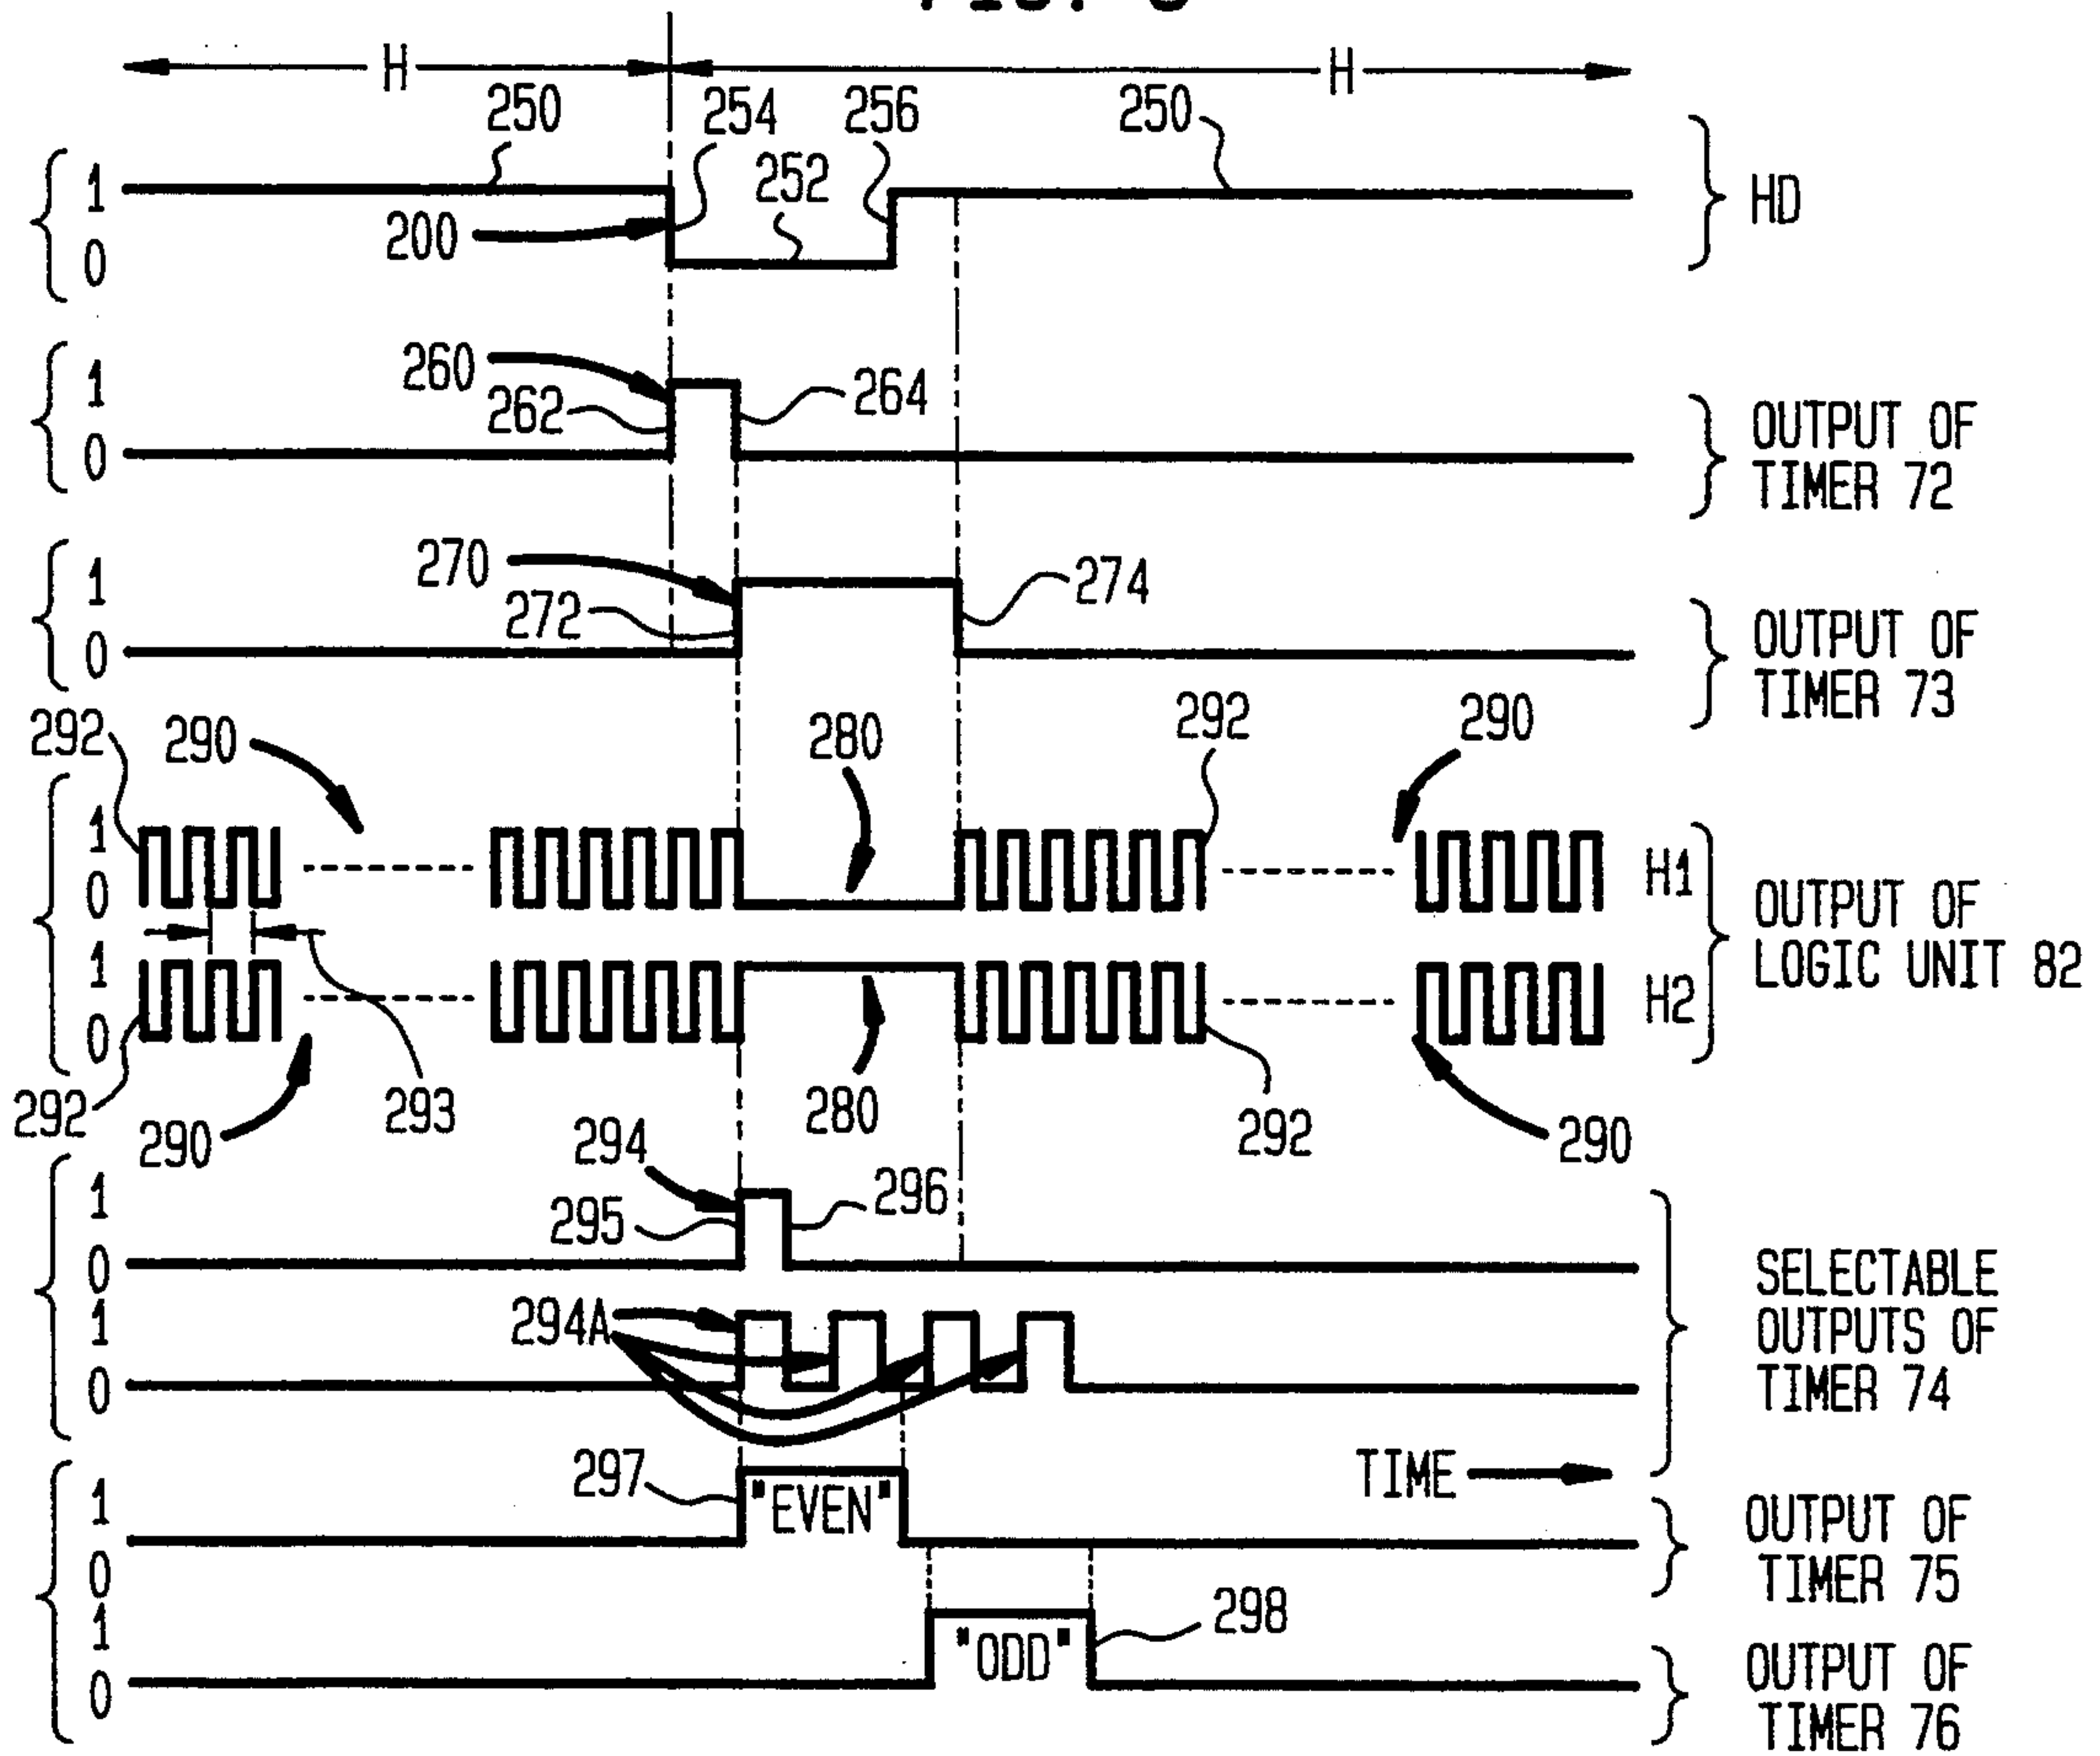 H H
250 254 256 250
1 252 HD
200
0
1 260 264 OUTPUT OF
262 TIMER 72
0
1 270 274 OUTPUT OF
272 TIMER 73
0
292 290 280 292 290
1 H1
0 OUTPUT OF
1 LOGIC UNIT 82
0 H2
292 290 293 280 292 290
1 294 296
295
0 SELECTABLE
1 294A OUTPUTS OF
0 TIMER 74
297 TIME
1 "EVEN" OUTPUT OF
0 TIMER 75
1 "ODD" 298
0 OUTPUT OF
TIMER 76